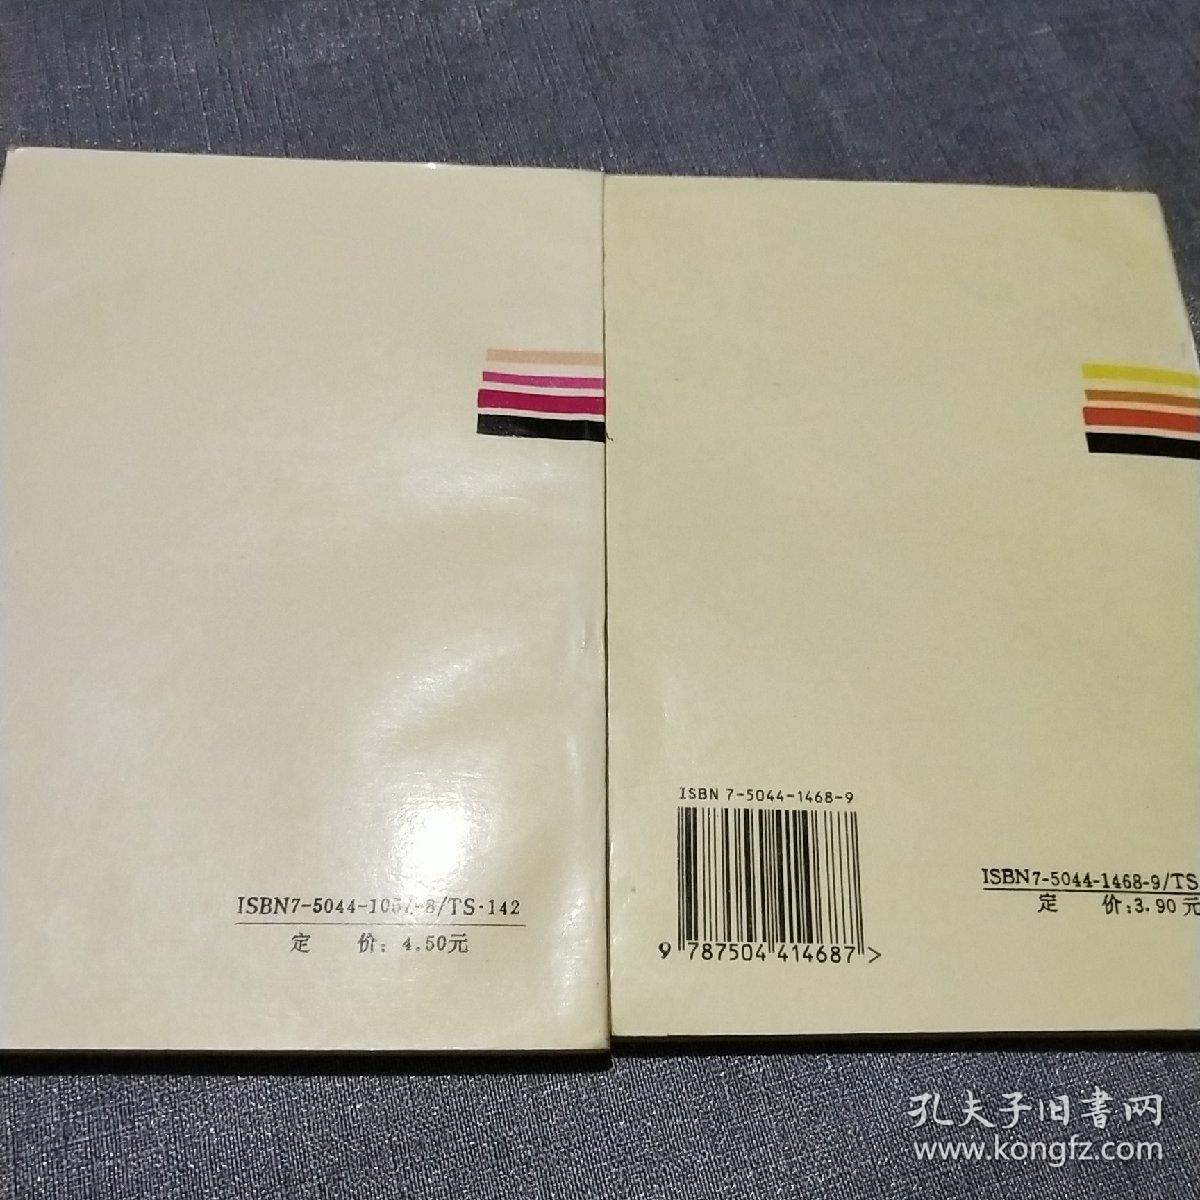 ISBN7-5044-1057-8/TS·142
定 价: 4.50元
ISBN 7-5044-1468-9
9 787504 414687 >
ISBN7-5044-1468-9/TS
定 价:3.90元
孔夫子旧書网
www.kongfz.com